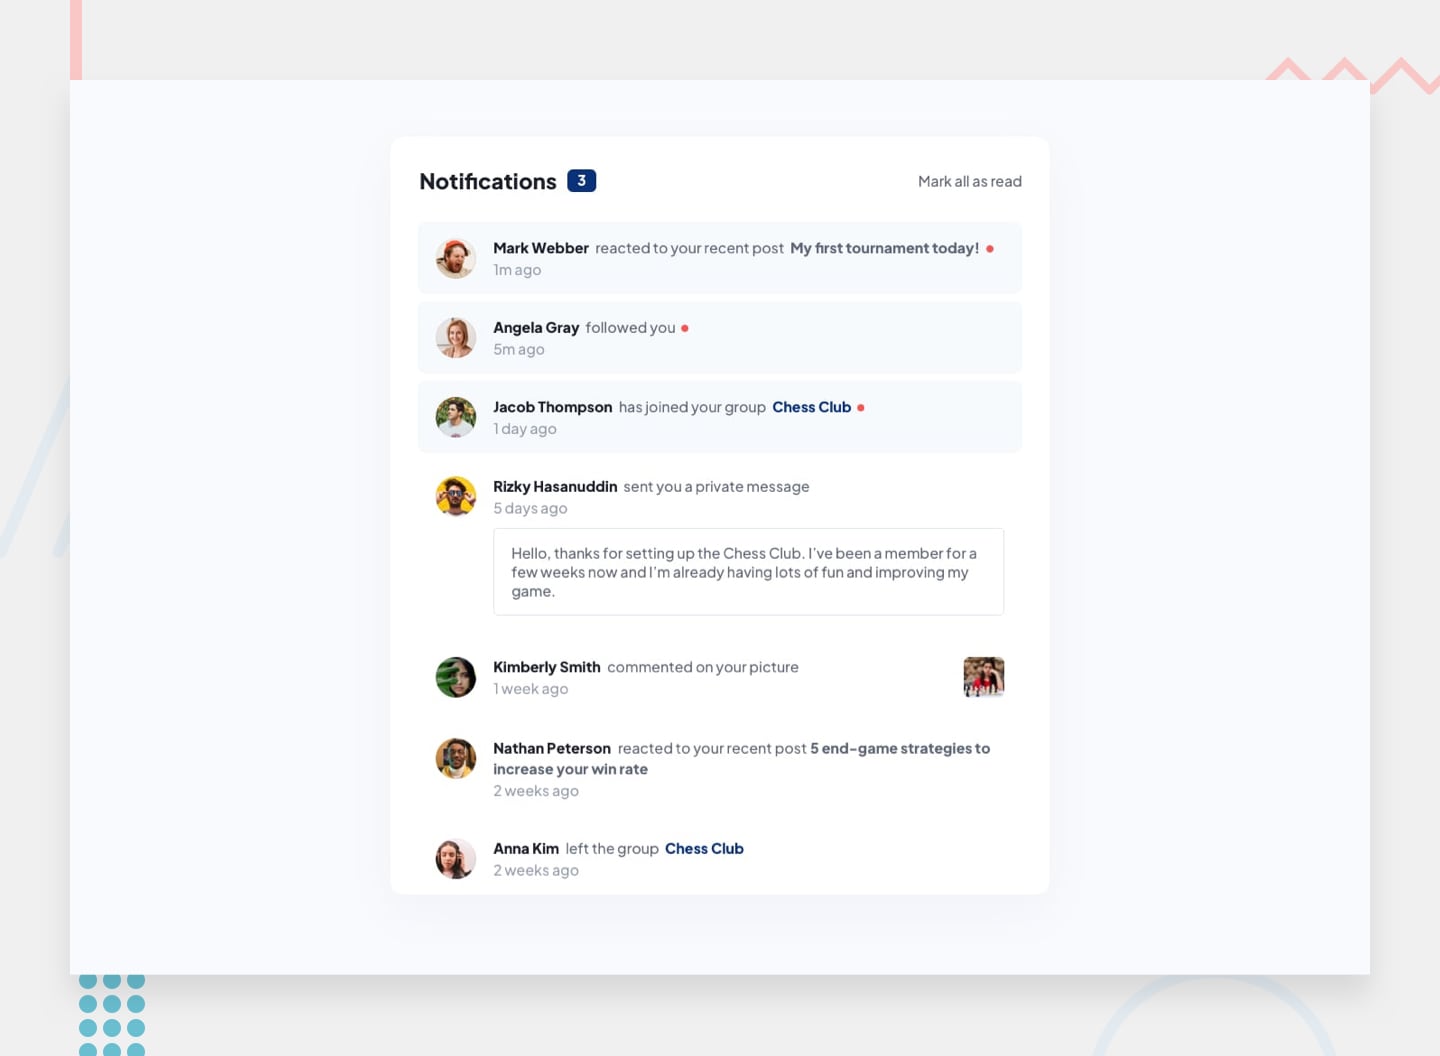 Notifications 3 Mark all as read
Mark Webber reacted to your recent post My first tournament today!
1m ago
Angela Gray followed you
5m ago
Jacob Thompson has joined your group Chess Club
1 day ago
Rizky Hasanuddin sent you a private message
5 days ago
Hello, thanks for setting up the Chess Club. I’ve been a member for a
few weeks now and I’m already having lots of fun and improving my
game.
Kimberly Smith commented on your picture
1 week ago
Nathan Peterson reacted to your recent post 5 end-game strategies to
increase your win rate
2 weeks ago
Anna Kim left the group Chess Club
2 weeks ago